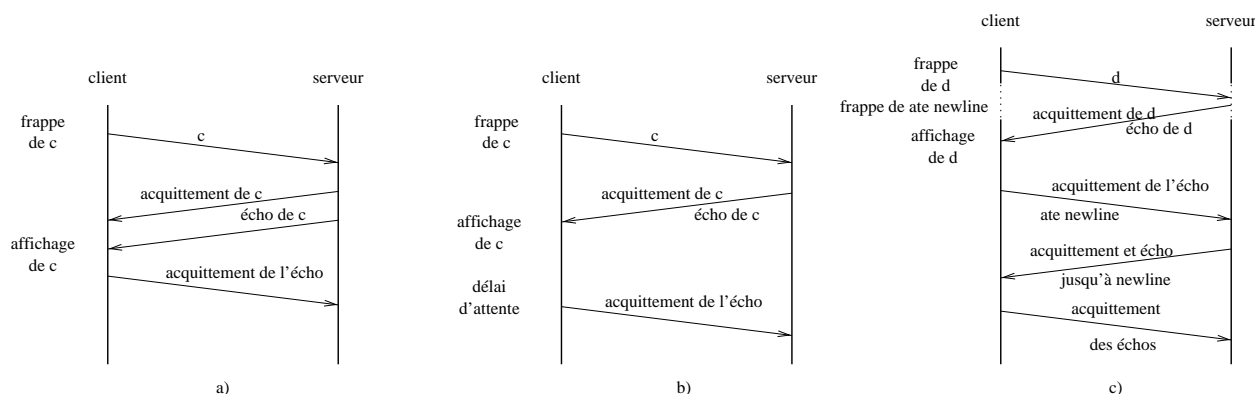 client
serveur
frappe
de c
c
acquittement de c
écho de c
affichage
de c
acquittement de l'écho
a)
client
serveur
frappe
de c
c
acquittement de c
écho de c
affichage
de c
délai
d'attente
acquittement de l'écho
b)
client
serveur
frappe
de d
d
frappe de ate newline
acquittement de d
écho de d
affichage
de d
acquittement de l'écho
ate newline
acquittement et écho
jusqu'à newline
acquittement
des échos
c)